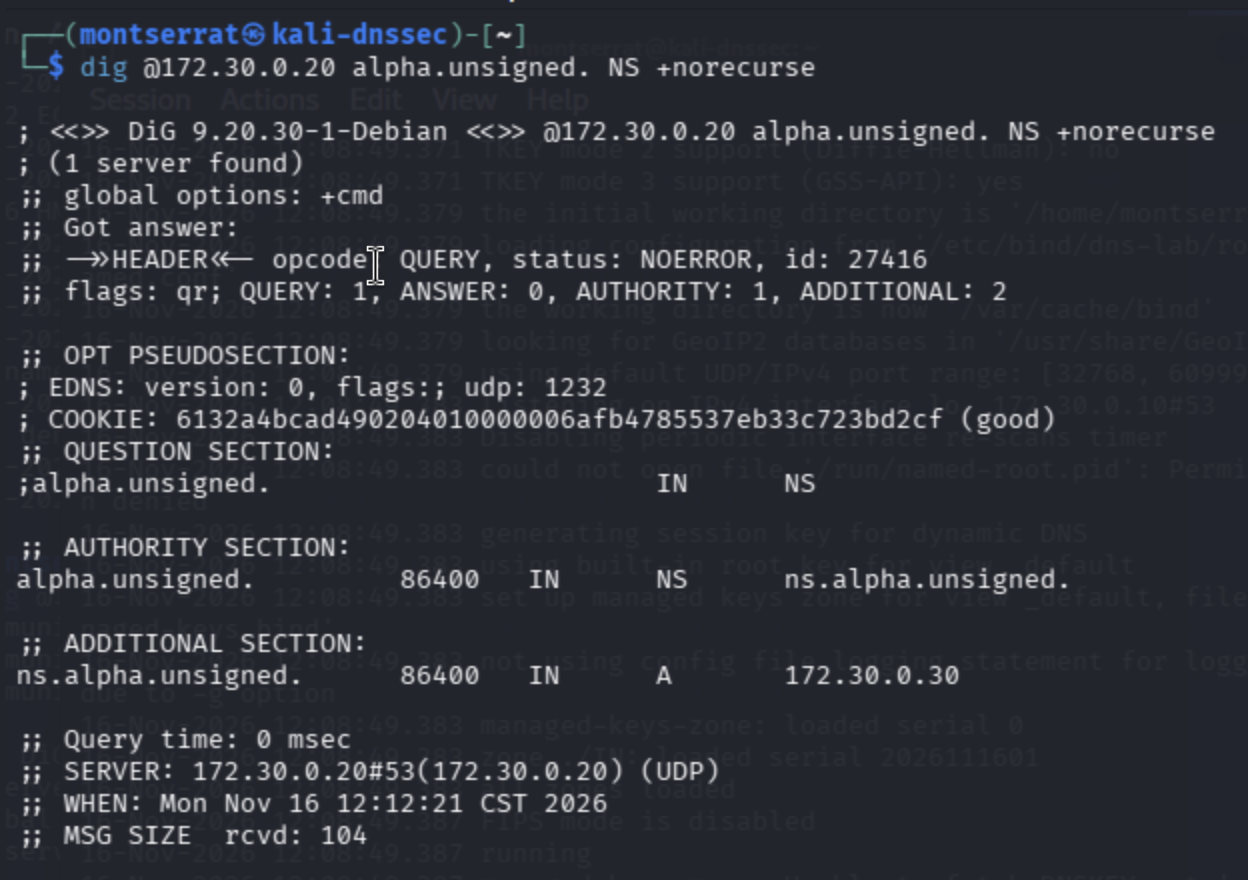 ┌──(montserrat㉿kali-dnssec)-[~]
└─$ dig @172.30.0.20 alpha.unsigned. NS +norecurse
Session Actions Edit View Help
; <<>> DiG 9.20.30-1-Debian <<>> @172.30.0.20 alpha.unsigned. NS +norecurse
; (1 server found)
;; global options: +cmd
;; Got answer:
;; ->>HEADER<<- opcode: QUERY, status: NOERROR, id: 27416
;; flags: qr; QUERY: 1, ANSWER: 0, AUTHORITY: 1, ADDITIONAL: 2
;; OPT PSEUDOSECTION:
; EDNS: version: 0, flags:; udp: 1232
; COOKIE: 6132a4bcad490204010000006afb4785537eb33c723bd2cf (good)
;; QUESTION SECTION:
;alpha.unsigned. IN NS
;; AUTHORITY SECTION:
alpha.unsigned. 86400 IN NS ns.alpha.unsigned.
;; ADDITIONAL SECTION:
ns.alpha.unsigned. 86400 IN A 172.30.0.30
;; Query time: 0 msec
;; SERVER: 172.30.0.20#53(172.30.0.20) (UDP)
;; WHEN: Mon Nov 16 12:12:21 CST 2026
;; MSG SIZE rcvd: 104